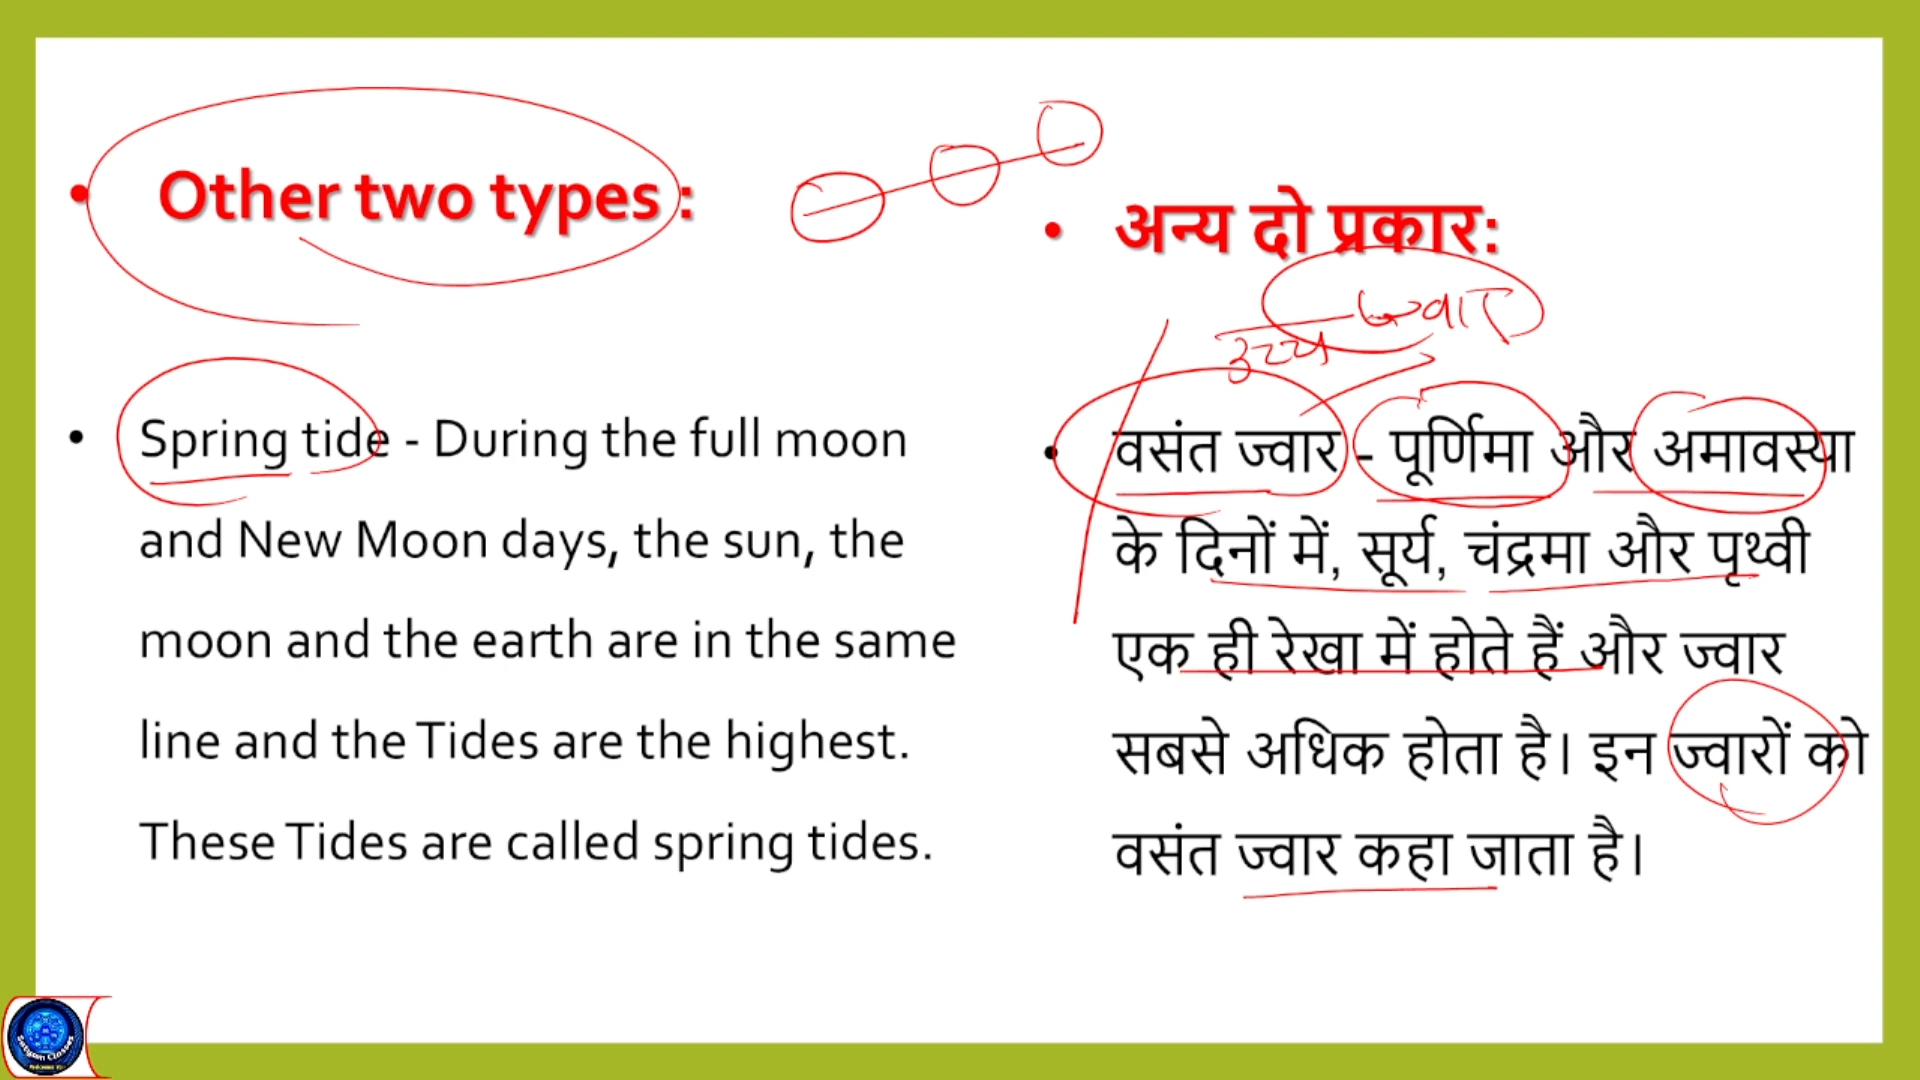 • Other two types :
• Spring tide - During the full moon
and New Moon days, the sun, the
moon and the earth are in the same
line and the Tides are the highest.
These Tides are called spring tides.
• अन्य दो प्रकार:
ज्वार
उच्च
• वसंत ज्वार - पूर्णिमा और अमावस्या
के दिनों में, सूर्य, चंद्रमा और पृथ्वी
एक ही रेखा में होते हैं और ज्वार
सबसे अधिक होता है। इन ज्वारों को
वसंत ज्वार कहा जाता है।